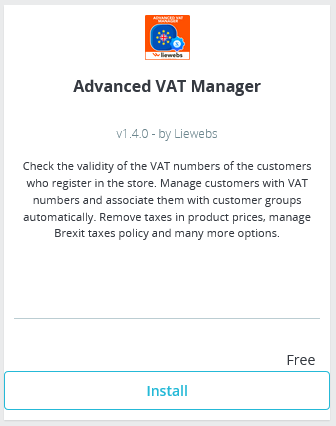 ADVANCED VAT
MANAGER
liewebs
Advanced VAT Manager
v1.4.0 - by Liewebs
Check the validity of the VAT numbers of the customers
who register in the store. Manage customers with VAT
numbers and associate them with customer groups
automatically. Remove taxes in product prices, manage
Brexit taxes policy and many more options.
Free
Install